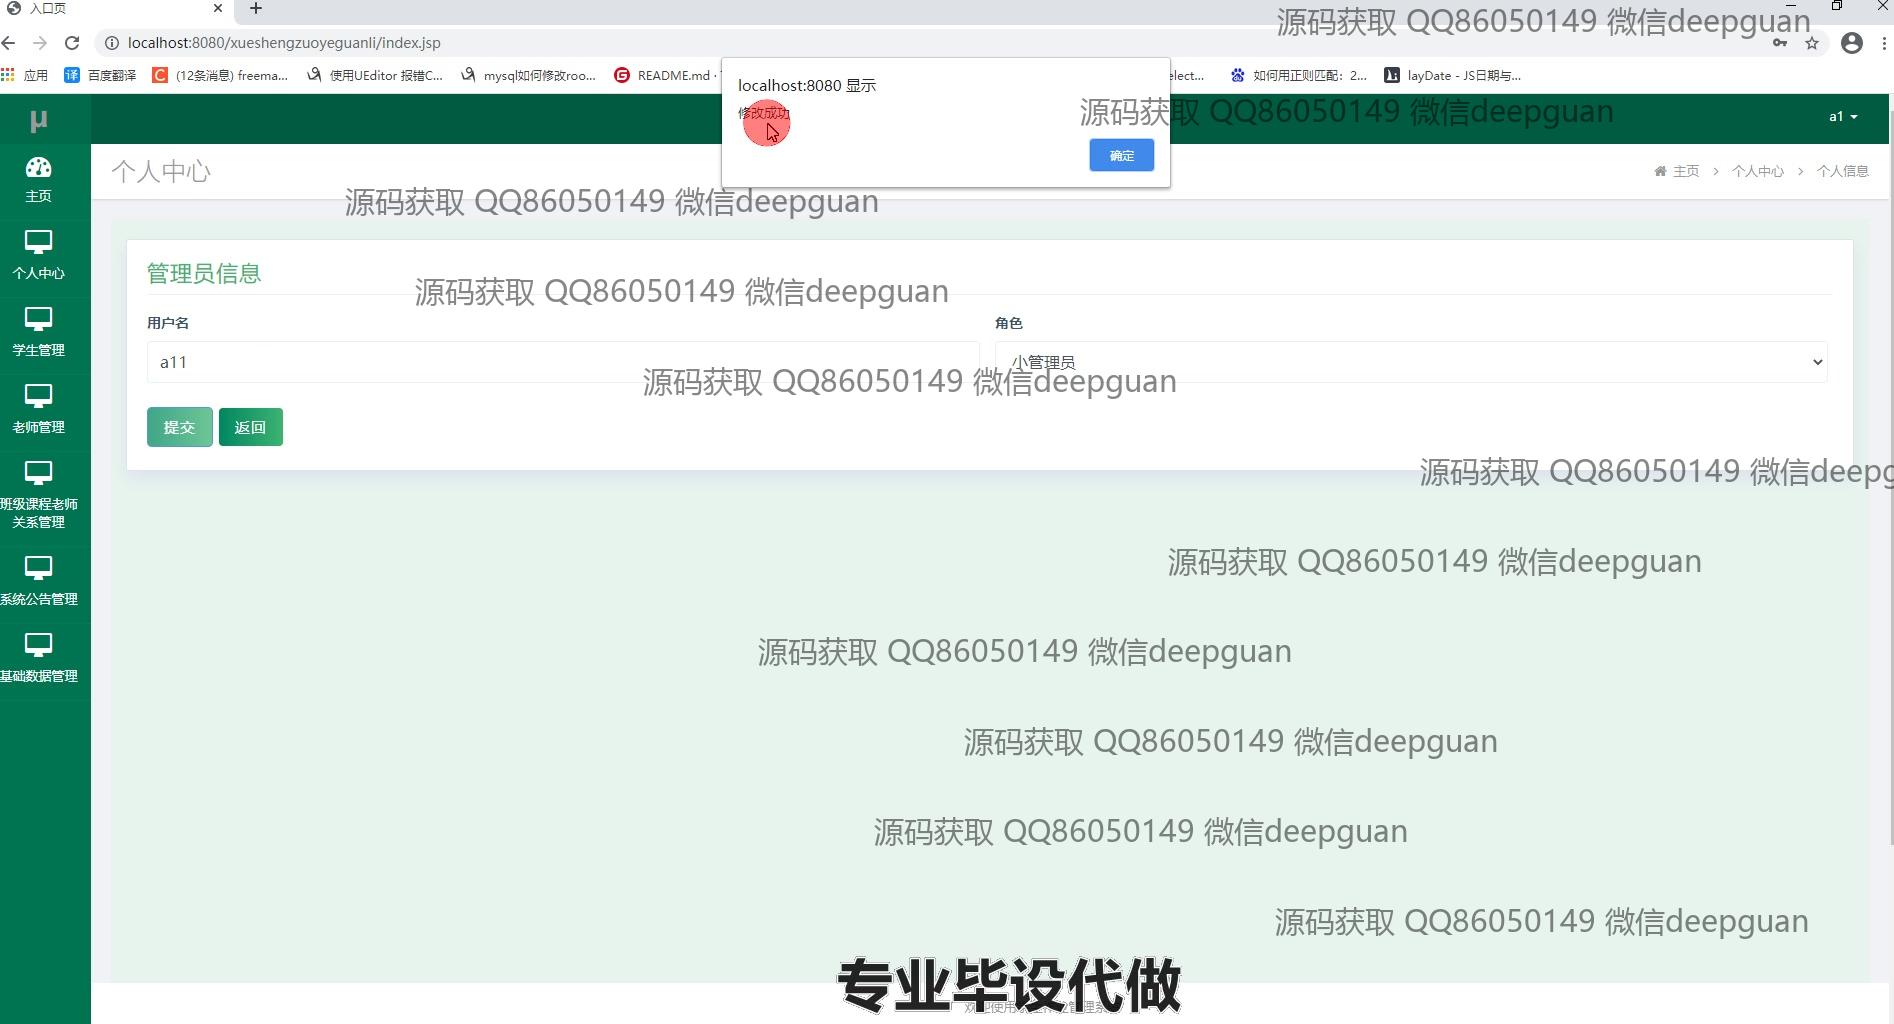 入口页
源码获取 QQ86050149 微信deepguan
localhost:8080/xueshengzuoyeguanli/index.jsp
应用
百度翻译
(12条消息) freema...
使用UEditor 报错C...
mysql如何修改roo...
README.md ·
elect...
如何用正则匹配：2...
layDate - JS日期与...
localhost:8080 显示
修改成功
确定
源码获取 QQ86050149 微信deepguan
μ
a1
个人中心
主页
个人中心
个人信息
源码获取 QQ86050149 微信deepguan
主页
个人中心
学生管理
老师管理
班级课程老师
关系管理
系统公告管理
基础数据管理
管理员信息
源码获取 QQ86050149 微信deepguan
用户名
角色
a11
小管理员
源码获取 QQ86050149 微信deepguan
提交
返回
源码获取 QQ86050149 微信deepg
源码获取 QQ86050149 微信deepguan
源码获取 QQ86050149 微信deepguan
源码获取 QQ86050149 微信deepguan
源码获取 QQ86050149 微信deepguan
源码获取 QQ86050149 微信deepguan
专业毕设代做